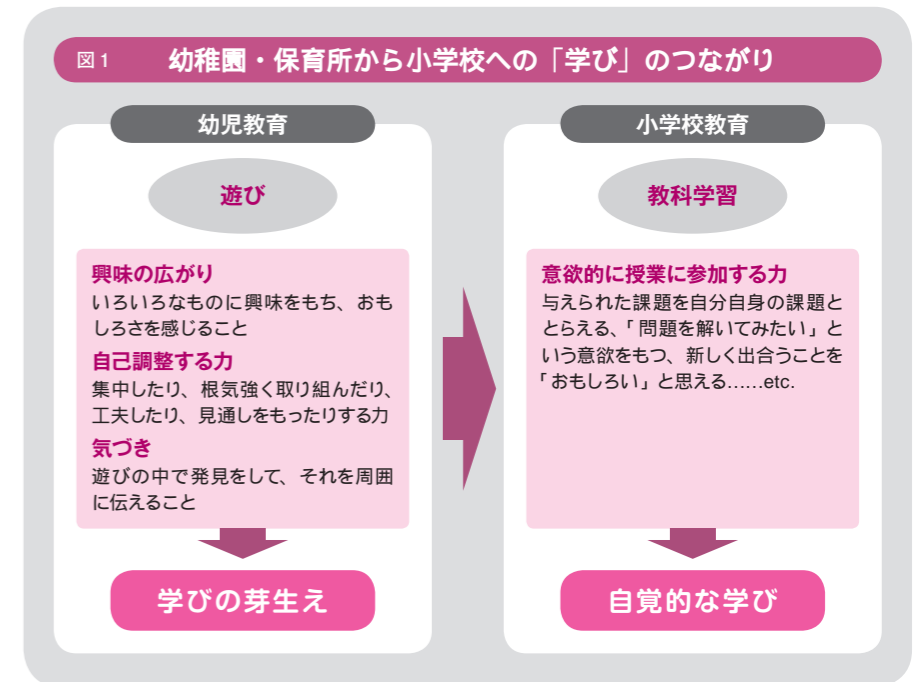 図1 幼稚園・保育所から小学校への「学び」のつながり
幼児教育
遊び
興味の広がり
いろいろなものに興味をもち、おも
しろさを感じること
自己調整する力
集中したり、根気強く取り組んだり、
工夫したり、見通しをもったりする力
気づき
遊びの中で発見をして、それを周囲
に伝えること
学びの芽生え
小学校教育
教科学習
意欲的に授業に参加する力
与えられた課題を自分自身の課題と
とらえる、「問題を解いてみたい」と
いう意欲をもつ、新しく出合うことを
「おもしろい」と思える……etc.
自覚的な学び